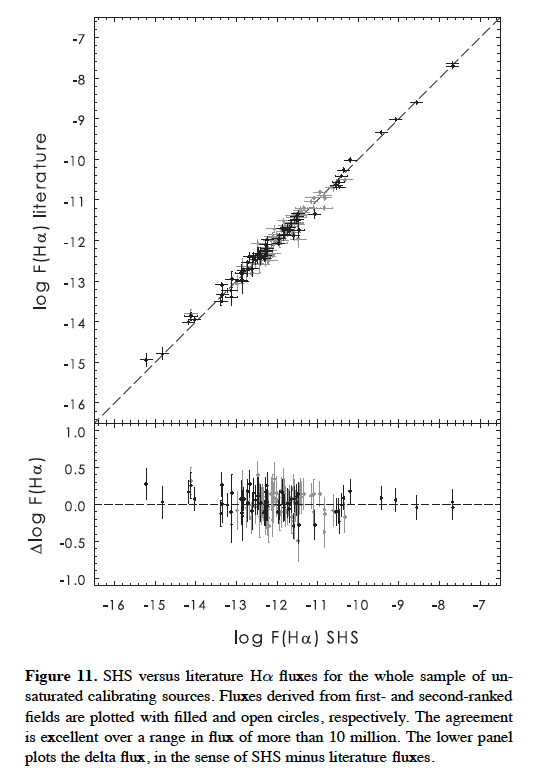 -7
-8
-9
-10
-11
-12
-13
-14
-15
-16
log F(Hα) literature
1.0
0.5
0.0
-0.5
-1.0
Δlog F(Hα)
-16 -15 -14 -13 -12 -11 -10 -9 -8 -7
log F(Hα) SHS
Figure 11. SHS versus literature Hα fluxes for the whole sample of un-
saturated calibrating sources. Fluxes derived from first- and second-ranked
fields are plotted with filled and open circles, respectively. The agreement
is excellent over a range in flux of more than 10 million. The lower panel
plots the delta flux, in the sense of SHS minus literature fluxes.